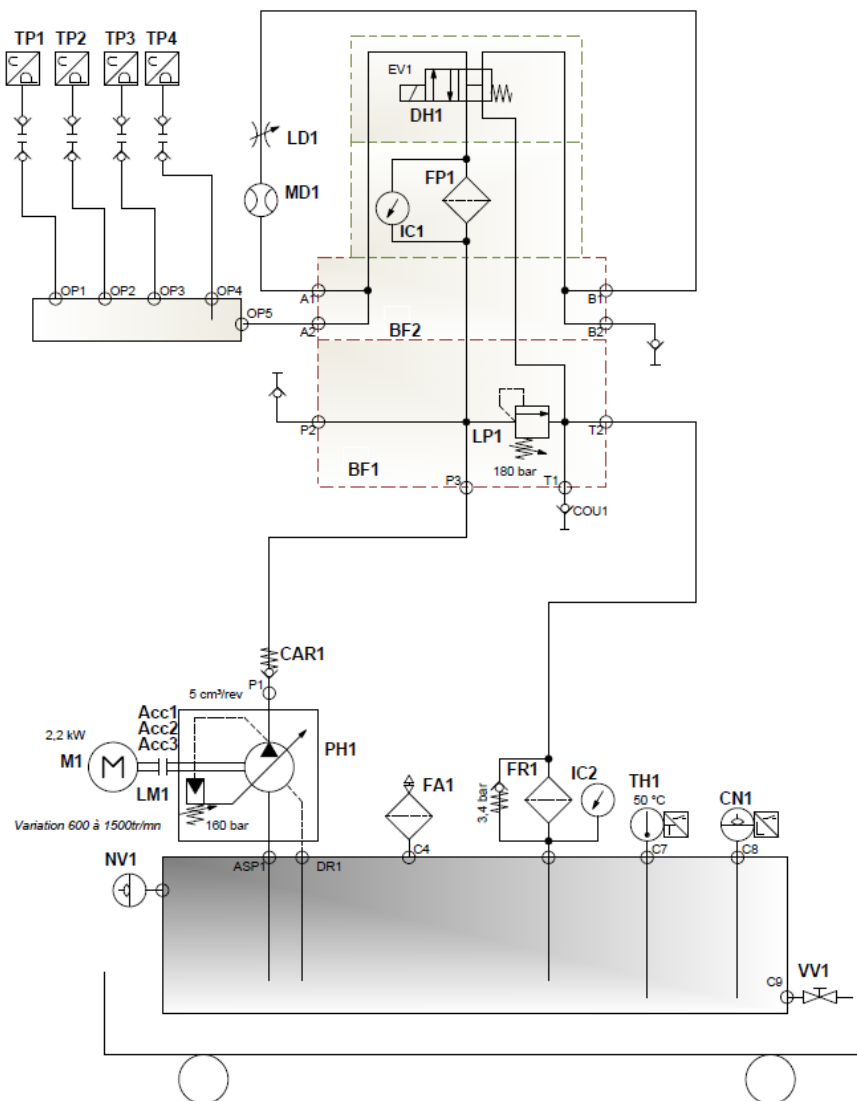 TP1 TP2 TP3 TP4
EV1
DH1
LD1
FP1
MD1
IC1
OP1 OP2 OP3 OP4
A1
B1
OP5
A2
BF2
B2
P2
LP1
T2
BF1
180 bar
P3
T1
COU1
CAR1
P1
5 cm³/rev
Acc1
2,2 kW
Acc2
M1
Acc3
PH1
LM1
160 bar
Variation 600 à 1500tr/mn
FA1
FR1
IC2
TH1
CN1
50 °C
3,4 bar
T
L
M
NV1
ASP1
DR1
C4
C7
C8
C9
VV1